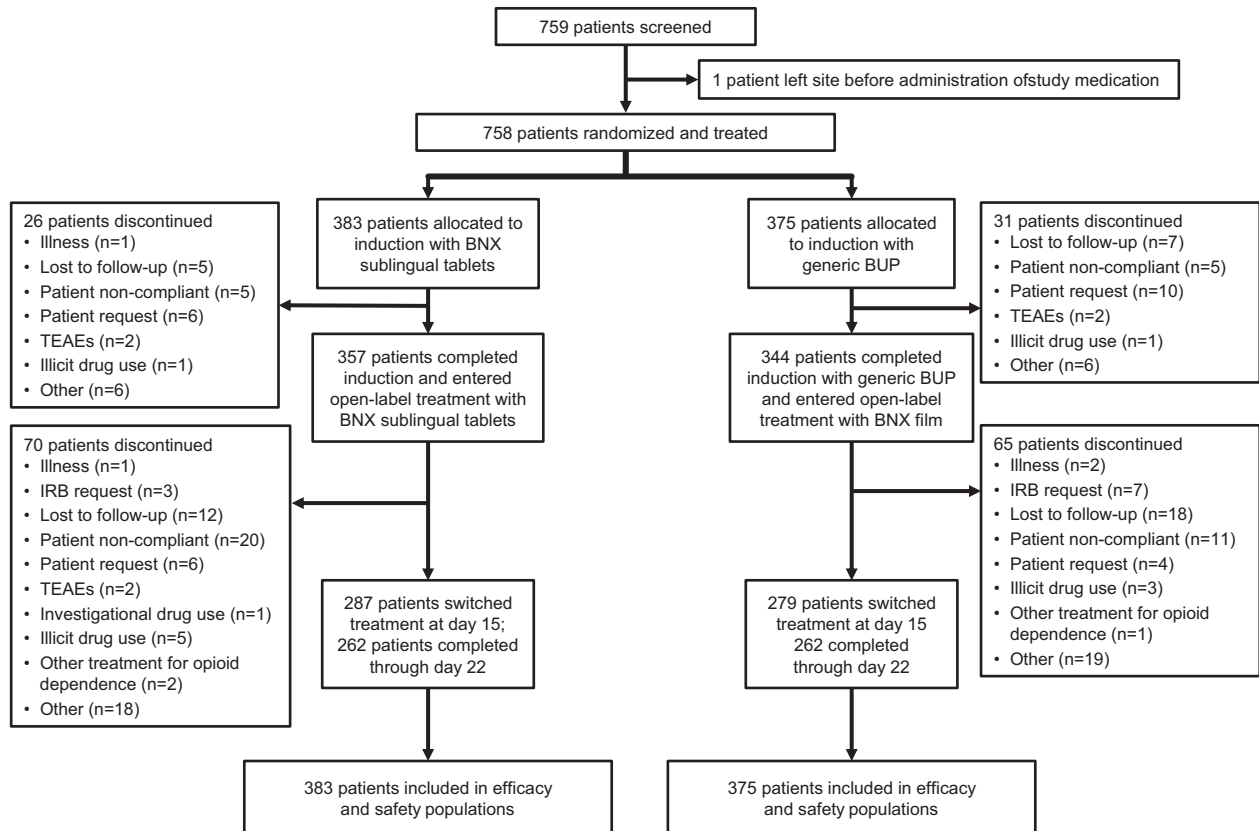 759 patients screened
1 patient left site before administration ofstudy medication
758 patients randomized and treated
26 patients discontinued
• Illness (n=1)
• Lost to follow-up (n=5)
• Patient non-compliant (n=5)
• Patient request (n=6)
• TEAEs (n=2)
• Illicit drug use (n=1)
• Other (n=6)
383 patients allocated to
induction with BNX
sublingual tablets
375 patients allocated
to induction with
generic BUP
31 patients discontinued
• Lost to follow-up (n=7)
• Patient non-compliant (n=5)
• Patient request (n=10)
• TEAEs (n=2)
• Illicit drug use (n=1)
• Other (n=6)
357 patients completed
induction and entered
open-label treatment with
BNX sublingual tablets
344 patients completed
induction with generic BUP
and entered open-label
treatment with BNX film
70 patients discontinued
• Illness (n=1)
• IRB request (n=3)
• Lost to follow-up (n=12)
• Patient non-compliant (n=20)
• Patient request (n=6)
• TEAEs (n=2)
• Investigational drug use (n=1)
• Illicit drug use (n=5)
• Other treatment for opioid
dependence (n=2)
• Other (n=18)
287 patients switched
treatment at day 15;
262 patients completed
through day 22
279 patients switched
treatment at day 15
262 completed
through day 22
65 patients discontinued
• Illness (n=2)
• IRB request (n=7)
• Lost to follow-up (n=18)
• Patient non-compliant (n=11)
• Patient request (n=4)
• Illicit drug use (n=3)
• Other treatment for opioid
dependence (n=1)
• Other (n=19)
383 patients included in efficacy
and safety populations
375 patients included in efficacy
and safety populations